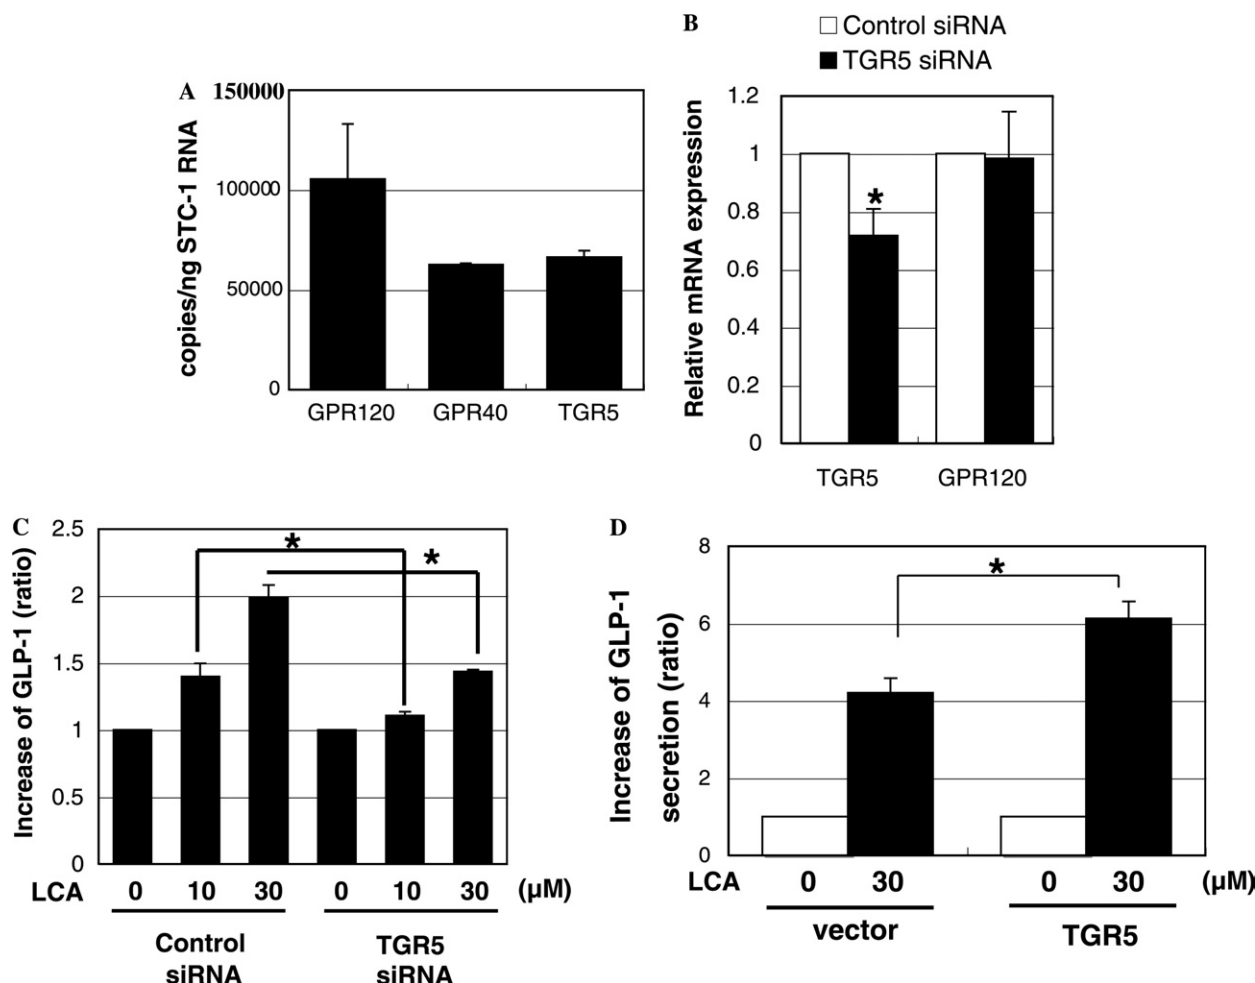 A
copies/ng STC-1 RNA
150000
100000
50000
0
GPR120 GPR40 TGR5
B
Control siRNA
TGR5 siRNA
Relative mRNA expression
1.2
1
0.8
0.6
0.4
0.2
0
*
TGR5 GPR120
C
Increase of GLP-1 (ratio)
2.5
2
1.5
1
0.5
0
*
*
LCA 0 10 30 0 10 30 (μM)
Control siRNA TGR5 siRNA
D
Increase of GLP-1
secretion (ratio)
8
6
4
2
0
*
LCA 0 30 0 30 (μM)
vector TGR5